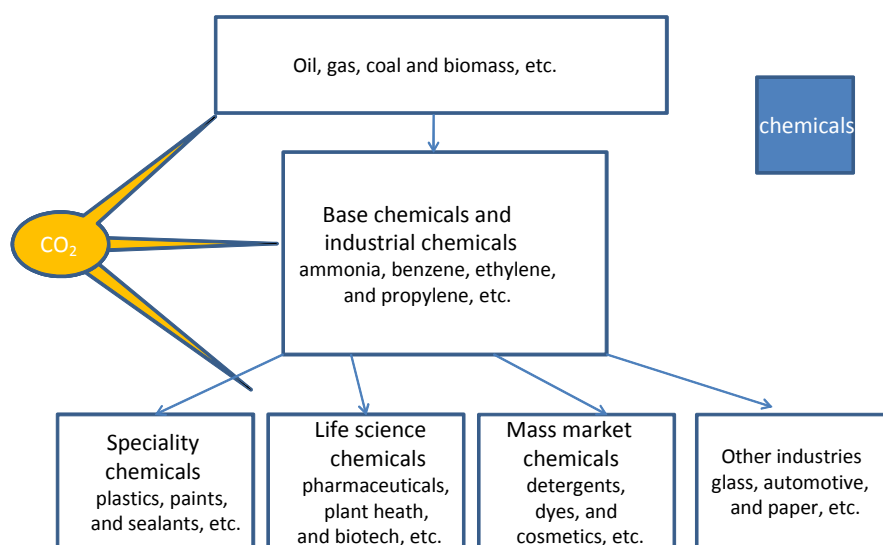 Oil, gas, coal and biomass, etc.
chemicals
Base chemicals and
industrial chemicals
ammonia, benzene, ethylene,
and propylene, etc.
CO₂
Speciality
chemicals
plastics, paints,
and sealants, etc.
Life science
chemicals
pharmaceuticals,
plant heath,
and biotech, etc.
Mass market
chemicals
detergents,
dyes, and
cosmetics, etc.
Other industries
glass, automotive,
and paper, etc.